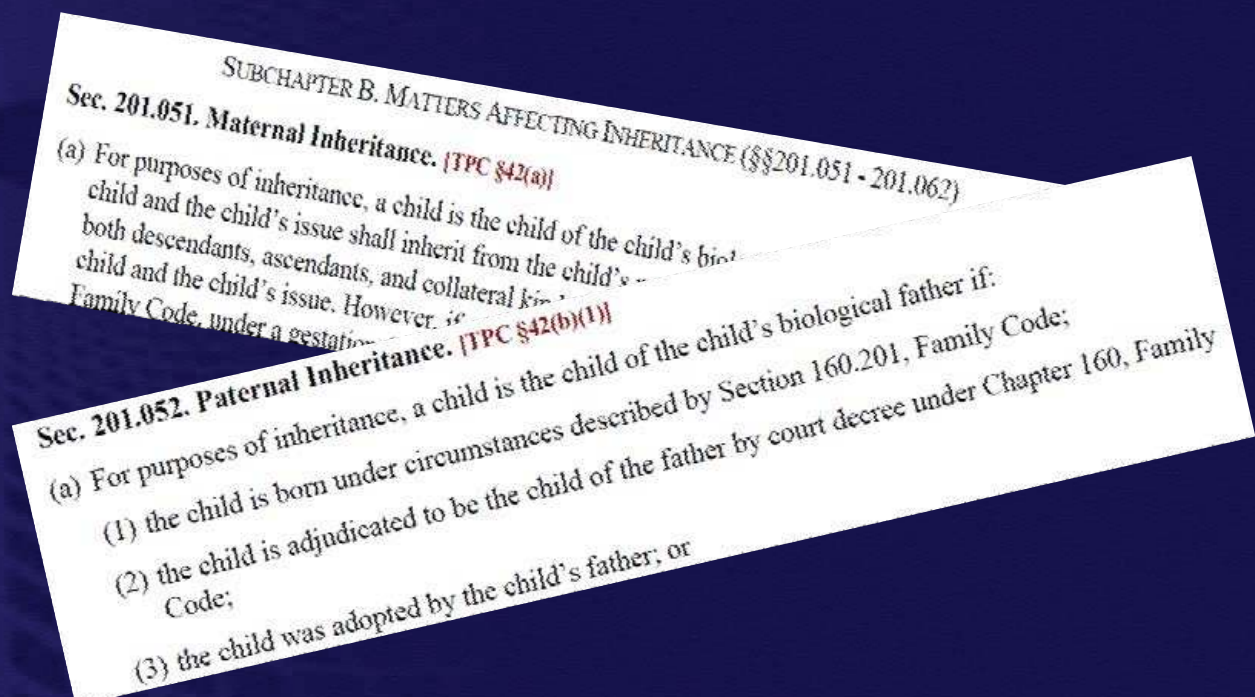 SUBCHAPTER B. MATTERS AFFECTING INHERITANCE (§§201.051 - 201.062)
Sec. 201.051. Maternal Inheritance. [TPC §42(a)]
(a) For purposes of inheritance, a child is the child of the child's
child and the child's issue shall inherit from the child's
both descendants, ascendants, and collateral
child and the child's issue. However,
Family Code, under a
Sec. 201.052. Paternal Inheritance. [TPC §42(b)(1)]
(a) For purposes of inheritance, a child is the child of the child's biological father if:
(1) the child is born under circumstances described by Section 160.201, Family Code;
(2) the child is adjudicated to be the child of the father by court decree under Chapter 160, Family
Code;
(3) the child was adopted by the child's father; or